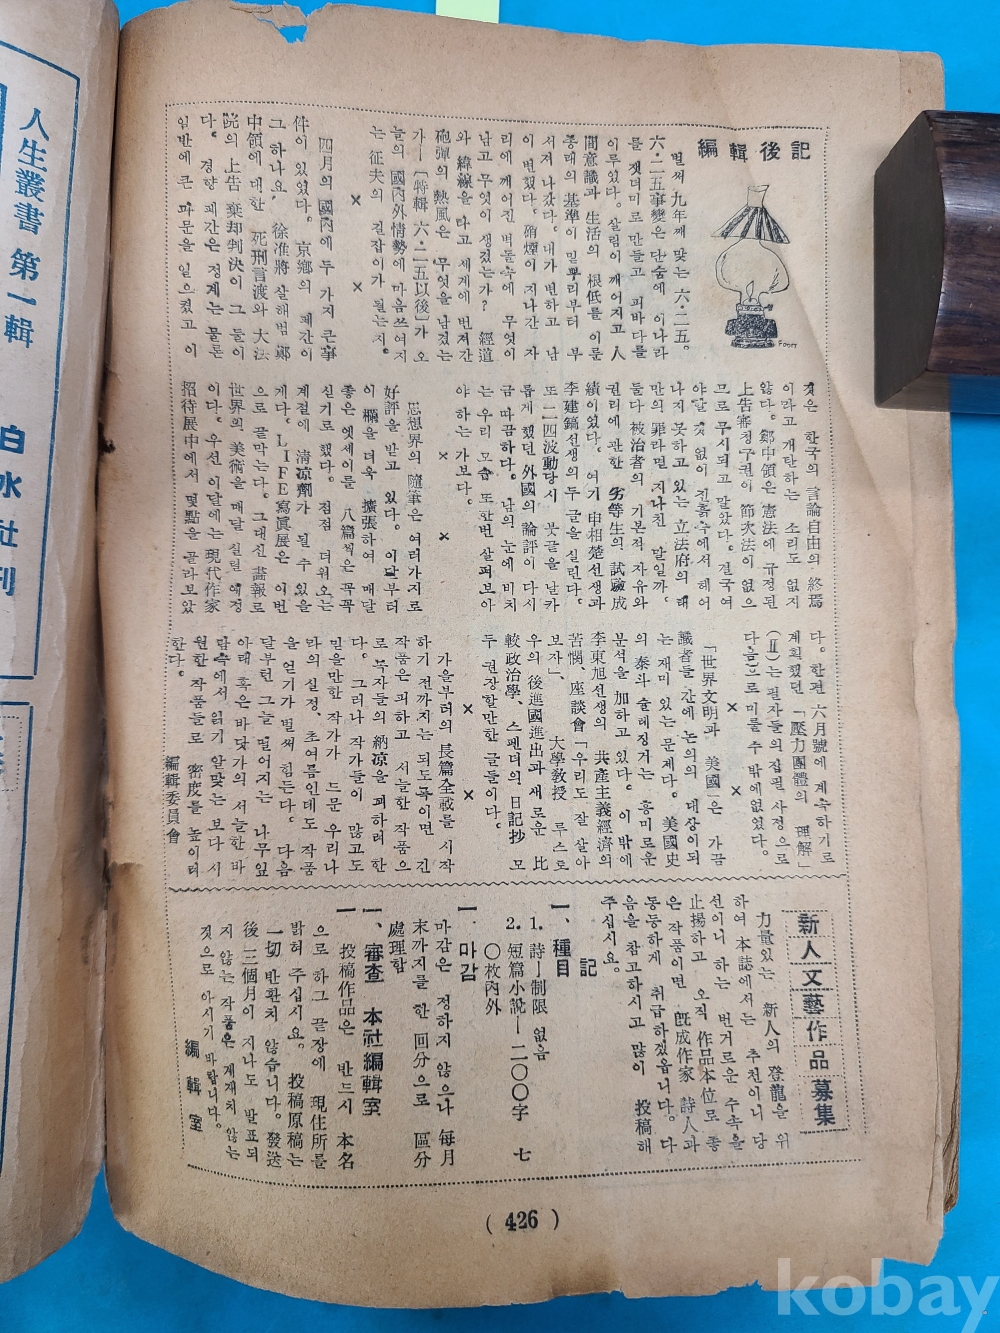 編輯後記
벌써 九年째 맞는 六·二五。
六·二五事變은 단숨에 이나라
를 잿더미로 만들고 피바다를
이루었다。살림이 깨어지고 人
間意識과 生活의 根低를 이룬
종래의 基準이 밑뿌리부터 부
서져 나갔다。내가 변하고 남
이 변했다。硝煙이 지나간 자
리에 깨어진 벽돌속에 무엇이
남고 무엇이 생겼는가? 經道
와 緯線을 타고 세계에 번져간
砲彈의 熱風은 무엇을 남겼는
가—〔特輯 六·二五以後〕가 오
늘의 國內外情勢에 마음쓰여지
는 征夫의 길잡이가 될는지。
× ×
四月의 國內에 두 가지 큰 事
件이 있었다。京鄕의 폐간이
그 하나요, 徐准將 살해범 鄭
中領에 대한 死刑言渡와 大法
院의 上告 棄却判決이 그 둘이
다。경향 폐간은 정계는 물론
일반에 큰 파문을 일으켰고 이
것은 한국의 言論自由의 終焉
이라고 개탄하는 소리도 없지
않다。鄭中領은 憲法에 규정된
上告審청구권이 節次法이 없으
므로 무시되고 말았다。결국여
야할 것 없이 진흙수에서 헤어
나지못하고 있는 立法府의 태
만의 罪라면 지나친 말일까。
둘다 被治者의 기본적 자유와
권리에 관한 劣等生의 試驗成
績이었다。여기 申相楚선생과
李建鎬선생의 두 글을 실린다。
또 二四波動당시 붓글을 날카
롭게 했던 外國의 論評이 다시
금 따끔하다。남의 눈에 비치
는 우리 모습 또한번 살펴보아
야 하는가 보다。
× ×
思想界의 隨筆은 여러가지로
好評을 받고 있다。이달부터
이 欄을 더욱 擴張하여 매달
좋은 엣세이를 八篇씩은 꼭꼭
신기로 했다。점점 더워오는
계절에 清凉劑가 될 수 있을
게다。LIFE寫眞展은 이번
으로 끝막는다。그대신 畵報로
世界의 美術을 매달 실릴 예정
이다。우선 이달에는 現代作家
招待展中에서 몇點을 골라보았
다。한편 六月號에 계속하기로
계획했던 「壓力團體의 理解」
(Ⅱ)는 필자들의 집필 사정으로
다음으로 미룰 수 밖에없었다。
× ×
「世界文明과 美國」은 가끔
識者들 간에 논의의 대상이 되
는 재미 있는 문제다。美國史
의 泰斗 슐레징거는 흥미로운
분석을 加하고 있다。이 밖에
李東旭선생의 共產主義經濟의
苦憫、座談會 「우리도 잘 살아
보자」、大學敎授 루스로
우의 後進國進出과 새로운 比
較政治學、스펜더의 日記抄 모
두 권장할만한 글들이다。
× ×
가을부터의 長篇全載를 시작
하기 전까지는 되도록이면 긴
作品은 피하고 서늘한 작품으
로 독자들의 納凉을 꾀하려 한
다。그러나 작가들이 많고도
믿을만한 작가가 드문 우리나
라의 실정、초여름인데도 作品
을 얻기가 벌써 힘든다。다음
달부턴 그늘 멀어지는 나무잎
아래 혹은 바닷가의 서늘한 바
람속에서 읽기 알맞는 보다 시
원한 작품들로 密度를 높이려
한다。
編輯委員會
新人文藝作品募集
力量있는 新人의 登龍을 위
하여 本誌에서는 추천이니 당
선이니 하는 번거로운 수속을
止揚하고 오직 作品本位로 좋
은 작품이면 旣成作家 詩人과
동등하게 취급하겠읍니다。다
음을 참고하시고 많이 投稿해
주십시요。
記
一、種目
1. 詩—制限 없음
2. 短篇小說—二〇〇字 七
〇枚內外
一、마감
마감은 정하지 않으나 每月
末까지를 한 回分으로 區分
處理함
一、審査 本社編輯室
一 投稿作品은 반드시 本名
으로 하고 끝장에 現住所를
밝혀 주십시요。投稿原稿는
一切 반환치 않습니다。發送
後 三個月이 지나도 발표되
지 않는 작품은 게재치 않는
것으로 아시기 바랍니다。
編輯室
( 426 )
人生叢書 第一輯
白水社刊
kobay